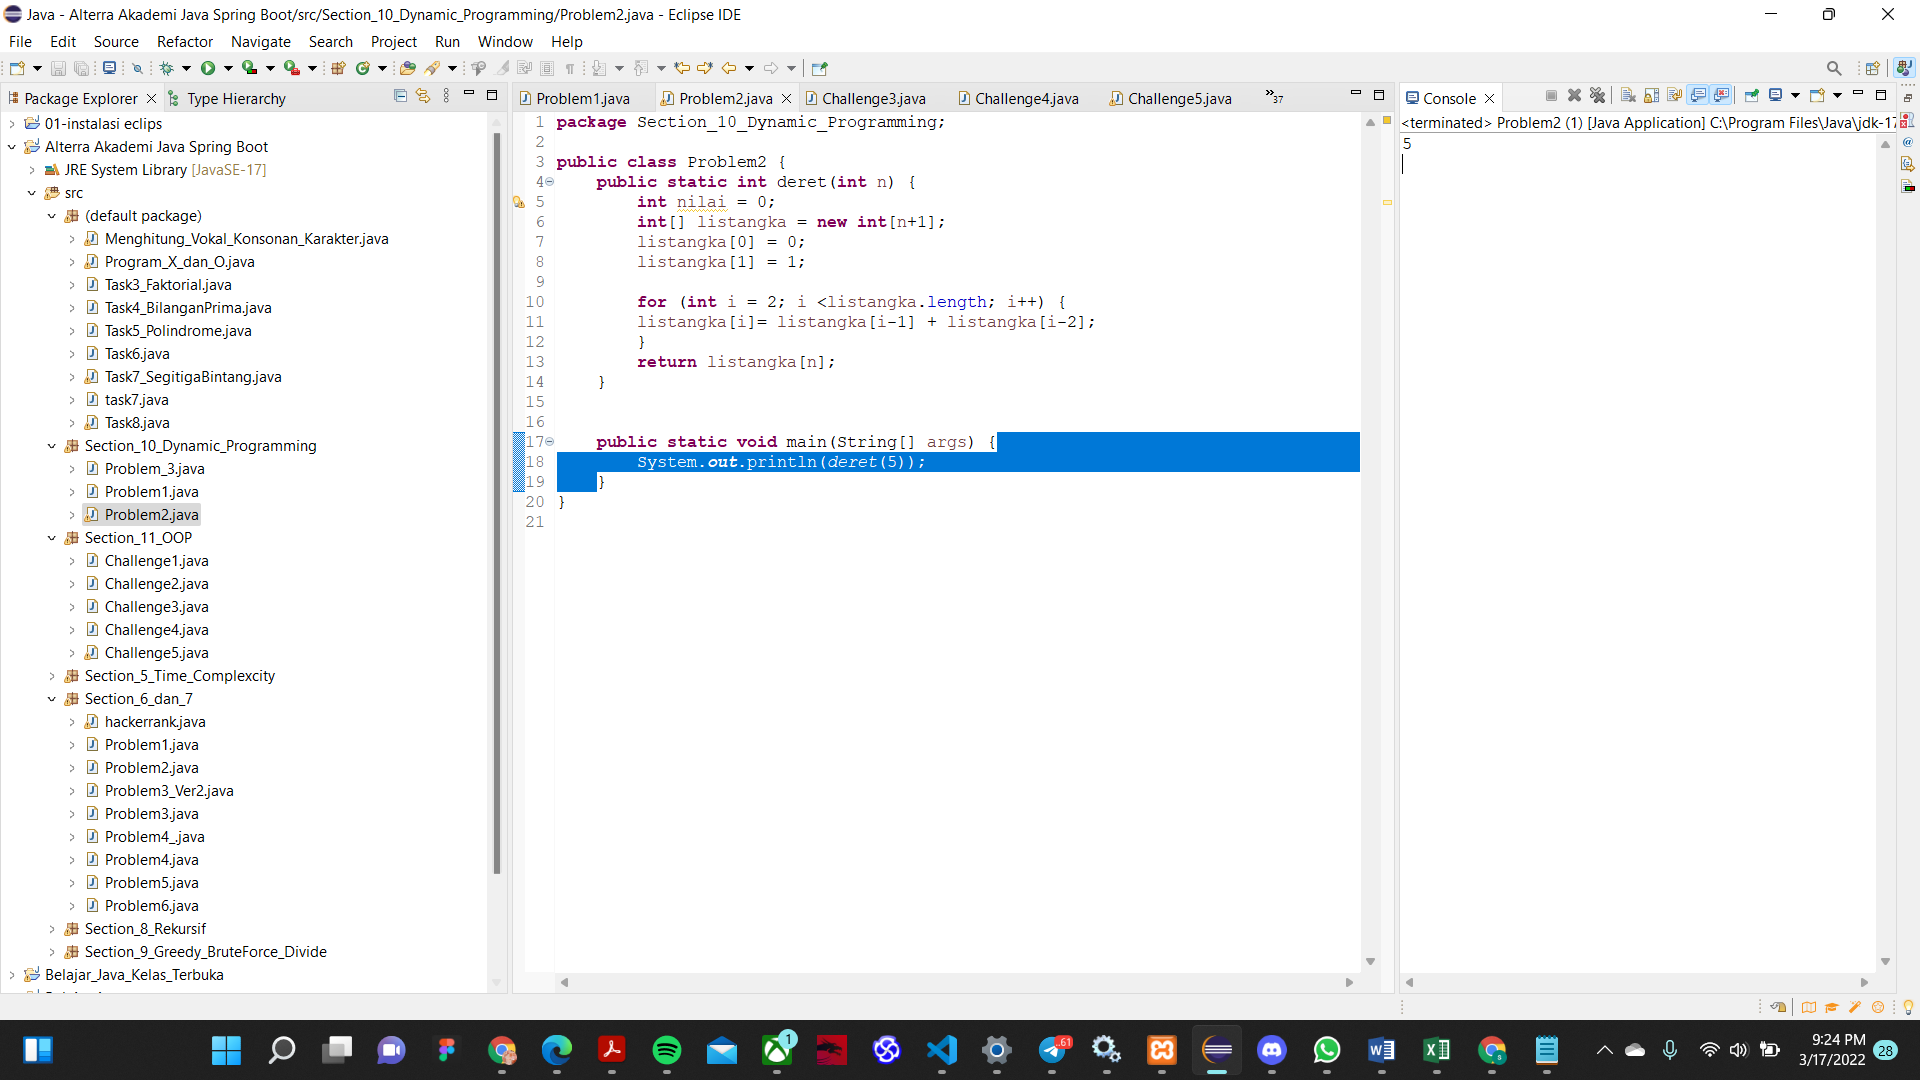 Java - Alterra Akademi Java Spring Boot/src/Section_10_Dynamic_Programming/Problem2.java - Eclipse IDE
File Edit Source Refactor Navigate Search Project Run Window Help
Package Explorer Type Hierarchy
01-instalasi eclips
Alterra Akademi Java Spring Boot
JRE System Library [JavaSE-17]
src
(default package)
Menghitung_Vokal_Konsonan_Karakter.java
Program_X_dan_O.java
Task3_Faktorial.java
Task4_BilanganPrima.java
Task5_Polindrome.java
Task6.java
Task7_SegitigaBintang.java
task7.java
Task8.java
Section_10_Dynamic_Programming
Problem_3.java
Problem1.java
Problem2.java
Section_11_OOP
Challenge1.java
Challenge2.java
Challenge3.java
Challenge4.java
Challenge5.java
Section_5_Time_Complexcity
Section_6_dan_7
hackerrank.java
Problem1.java
Problem2.java
Problem3_Ver2.java
Problem3.java
Problem4_.java
Problem4.java
Problem5.java
Problem6.java
Section_8_Rekursif
Section_9_Greedy_BruteForce_Divide
Belajar_Java_Kelas_Terbuka
Problem1.java Problem2.java Challenge3.java Challenge4.java Challenge5.java »37
1 package Section_10_Dynamic_Programming;
2
3 public class Problem2 {
4 public static int deret(int n) {
5 int nilai = 0;
6 int[] listangka = new int[n+1];
7 listangka[0] = 0;
8 listangka[1] = 1;
9
10 for (int i = 2; i <listangka.length; i++) {
11 listangka[i]= listangka[i-1] + listangka[i-2];
12 }
13 return listangka[n];
14 }
15
16
17 public static void main(String[] args) {
18 System.out.println(deret(5));
19 }
20 }
21
Console
<terminated> Problem2 (1) [Java Application] C:\Program Files\Java\jdk-17
5
1
61
9:24 PM
3/17/2022
28